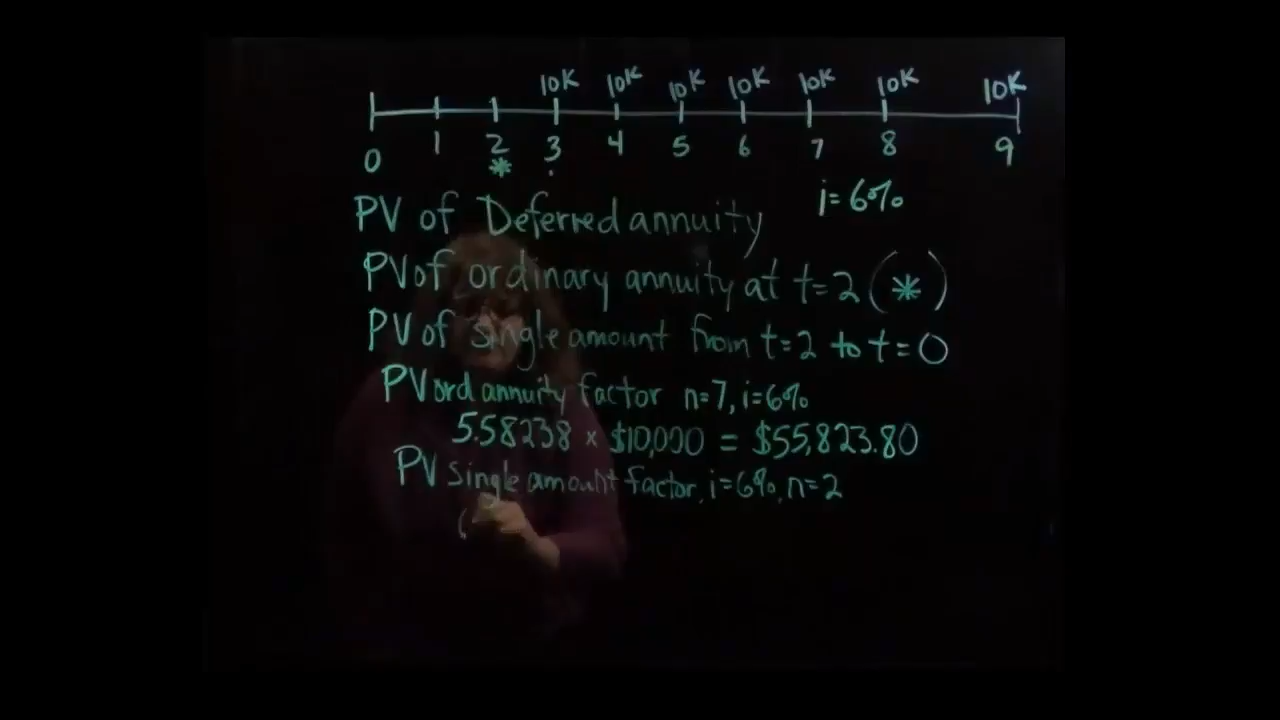 10K 10K 10K 10K 10K 10K 10K
0 1 2 3 4 5 6 7 8 9
*
i=6%
PV of Deferred annuity
PV of ordinary annuity at t=2 (*)
PV of single amount from t=2 to t=0
PV ord annuity factor n=7, i=6%
5.58238 x $10,000 = $55,823.80
PV single amount factor, i=6%, n=2